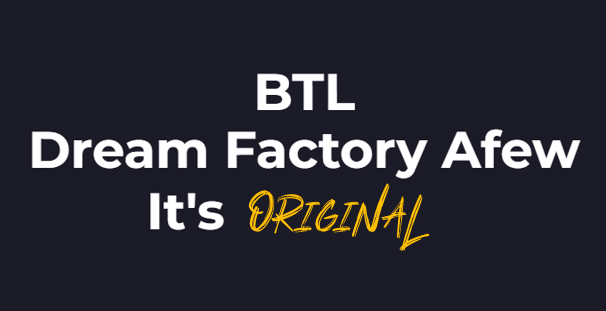 BTL
Dream Factory Afew
It's ORIGINAL